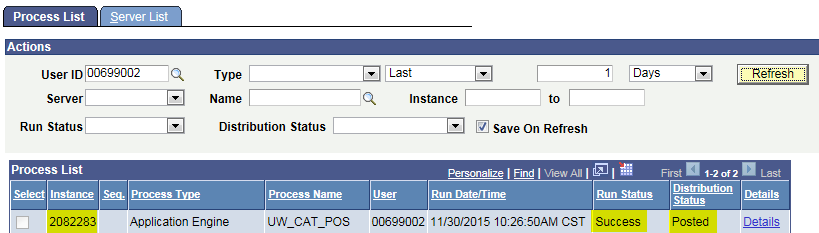 Process List Server List
Actions
User ID 00699002 Type Last 1 Days Refresh
Server Name Instance to
Run Status Distribution Status Save On Refresh
Process List Personalize | Find | View All | | First 1-2 of 2 Last
Select Instance Seq. Process Type Process Name User Run Date/Time Run Status Distribution Status Details
2082283 Application Engine UW_CAT_POS 00699002 11/30/2015 10:26:50AM CST Success Posted Details